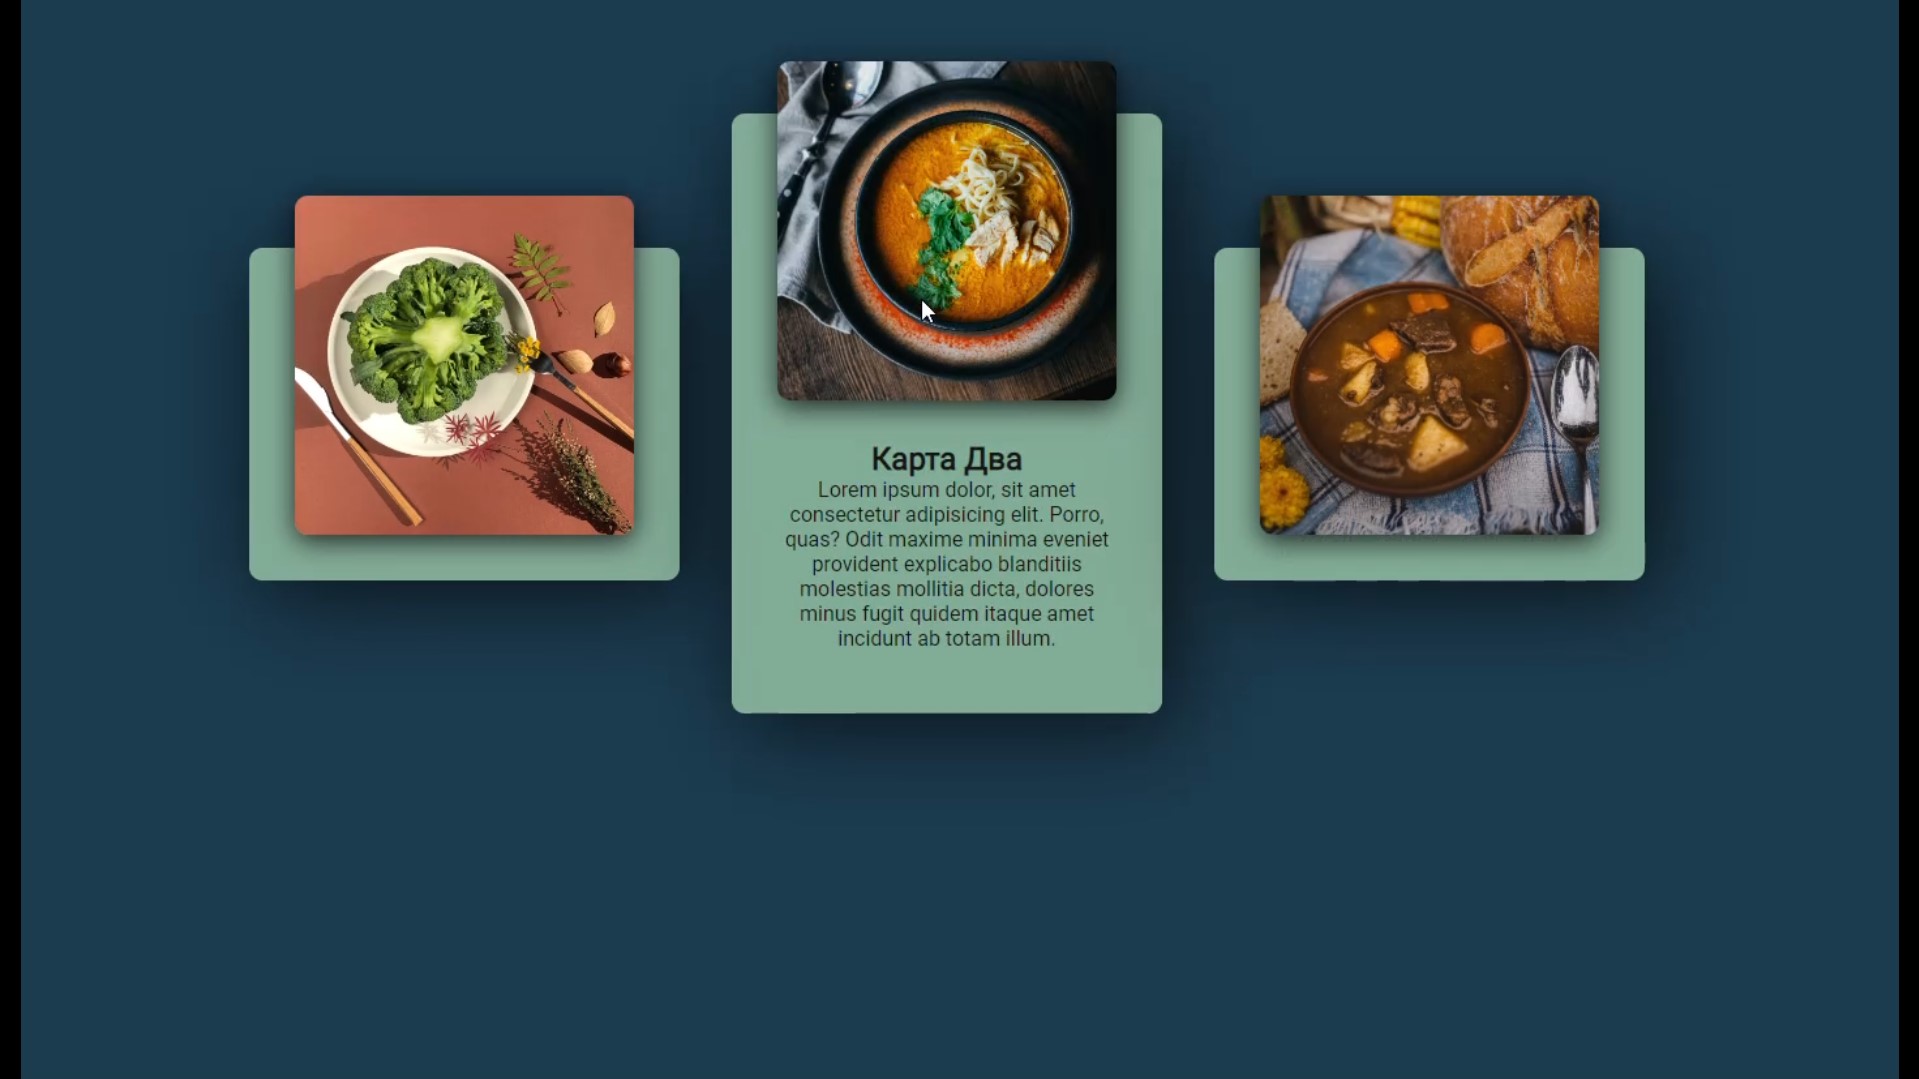 Карта Два
Lorem ipsum dolor, sit amet
consectetur adipisicing elit. Porro,
quas? Odit maxime minima eveniet
provident explicabo blanditiis
molestias mollitia dicta, dolores
minus fugit quidem itaque amet
incidunt ab totam illum.